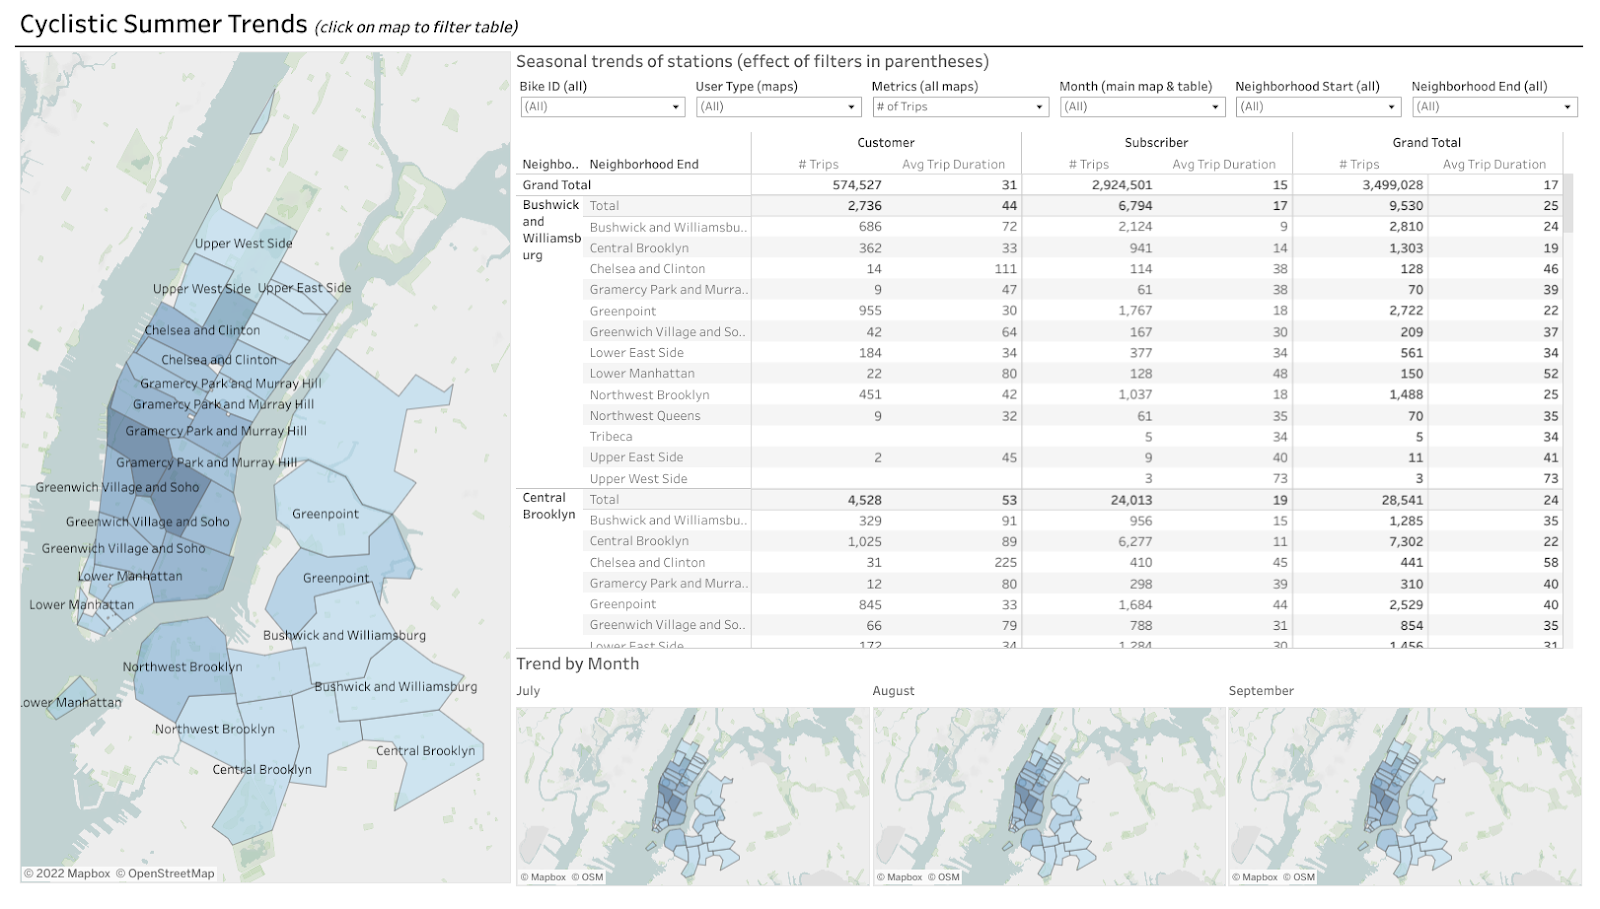 Cyclistic Summer Trends (click on map to filter table)
Seasonal trends of stations (effect of filters in parentheses)
Bike ID (all) User Type (maps) Metrics (all maps) Month (main map & table) Neighborhood Start (all) Neighborhood End (all)
(All) (All) # of Trips (All) (All) (All)
Customer Subscriber Grand Total
Neighbo.. Neighborhood End # Trips Avg Trip Duration # Trips Avg Trip Duration # Trips Avg Trip Duration
Grand Total 574,527 31 2,924,501 15 3,499,028 17
Bushwick and Williamsburg Total 2,736 44 6,794 17 9,530 25
Bushwick and Williamsbu.. 686 72 2,124 9 2,810 24
Central Brooklyn 362 33 941 14 1,303 19
Chelsea and Clinton 14 111 114 38 128 46
Gramercy Park and Murra.. 9 47 61 38 70 39
Greenpoint 955 30 1,767 18 2,722 22
Greenwich Village and So.. 42 64 167 30 209 37
Lower East Side 184 34 377 34 561 34
Lower Manhattan 22 80 128 48 150 52
Northwest Brooklyn 451 42 1,037 18 1,488 25
Northwest Queens 9 32 61 35 70 35
Tribeca 5 34 5 34
Upper East Side 2 45 9 40 11 41
Upper West Side 3 73 3 73
Central Brooklyn Total 4,528 53 24,013 19 28,541 24
Bushwick and Williamsbu.. 329 91 956 15 1,285 35
Central Brooklyn 1,025 89 6,277 11 7,302 22
Chelsea and Clinton 31 225 410 45 441 58
Gramercy Park and Murra.. 12 80 298 39 310 40
Greenpoint 845 33 1,684 44 2,529 40
Greenwich Village and So.. 66 79 788 31 854 35
Lower East Side 172 34 1,284 30 1,456 31
Upper West Side
Upper West Side Upper East Side
Chelsea and Clinton
Chelsea and Clinton
Gramercy Park and Murray Hill
Gramercy Park and Murray Hill
Gramercy Park and Murray Hill
Gramercy Park and Murray Hill
Greenwich Village and Soho
Greenpoint
Greenwich Village and Soho
Greenwich Village and Soho
Lower Manhattan
Greenpoint
Lower Manhattan
Bushwick and Williamsburg
Northwest Brooklyn
Bushwick and Williamsburg
ower Manhattan
Northwest Brooklyn
Central Brooklyn
Central Brooklyn
© 2022 Mapbox © OpenStreetMap
Trend by Month
July August September
© Mapbox © OSM
© Mapbox © OSM
© Mapbox © OSM